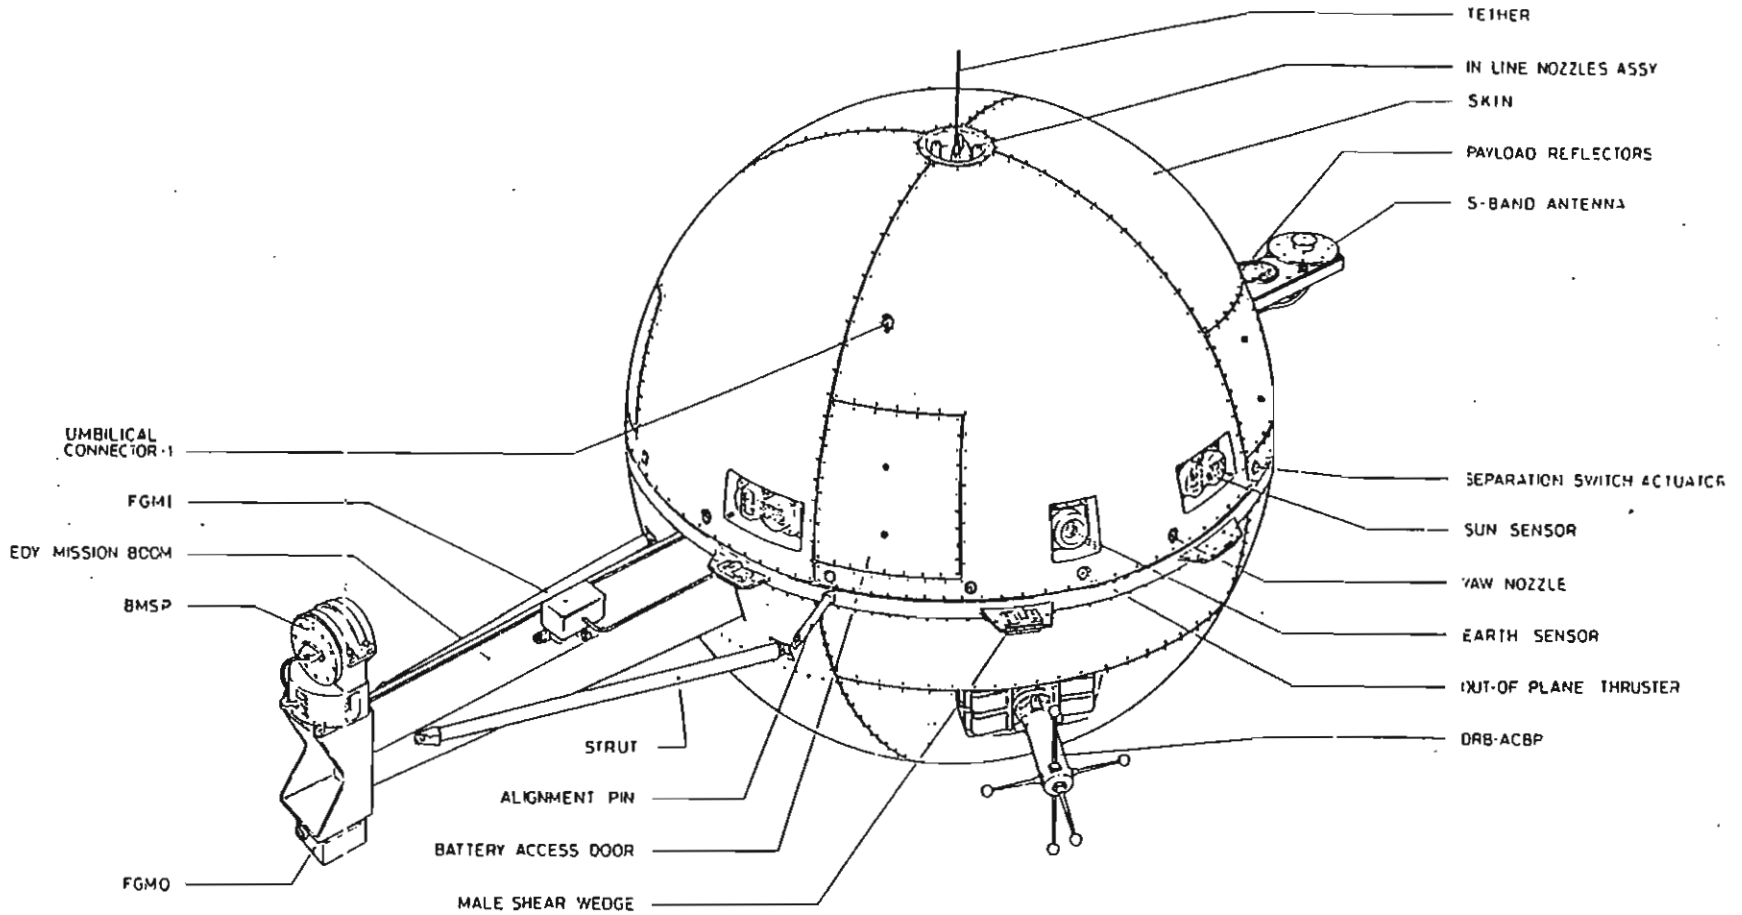 TETHER
IN LINE NOZZLES ASSY
SKIN
PAYLOAD REFLECTORS
S-BAND ANTENNA
UMBILICAL
CONNECTOR-1
FGMI
EDY MISSION BOOM
BMSP
SEPARATION SWITCH ACTUATOR
SUN SENSOR
YAW NOZZLE
EARTH SENSOR
OUT-OF PLANE THRUSTER
DRB-ACBP
STRUT
ALIGNMENT PIN
BATTERY ACCESS DOOR
MALE SHEAR WEDGE
FGMO